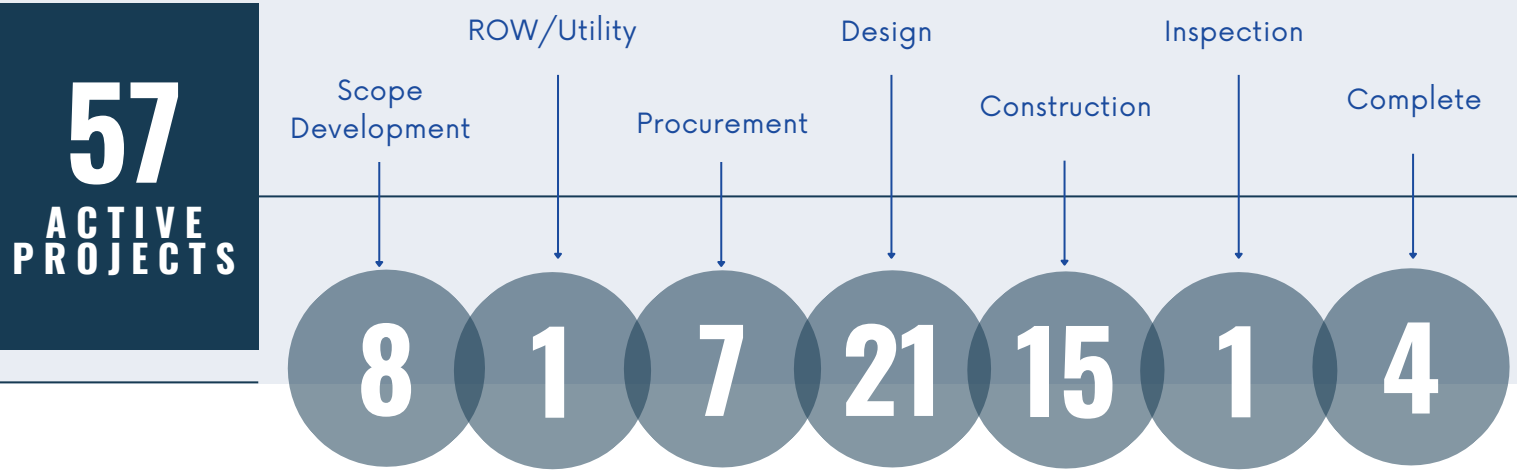 57
ACTIVE
PROJECTS
Scope
Development
ROW/Utility
Procurement
Design
Construction
Inspection
Complete
8
1
7
21
15
1
4